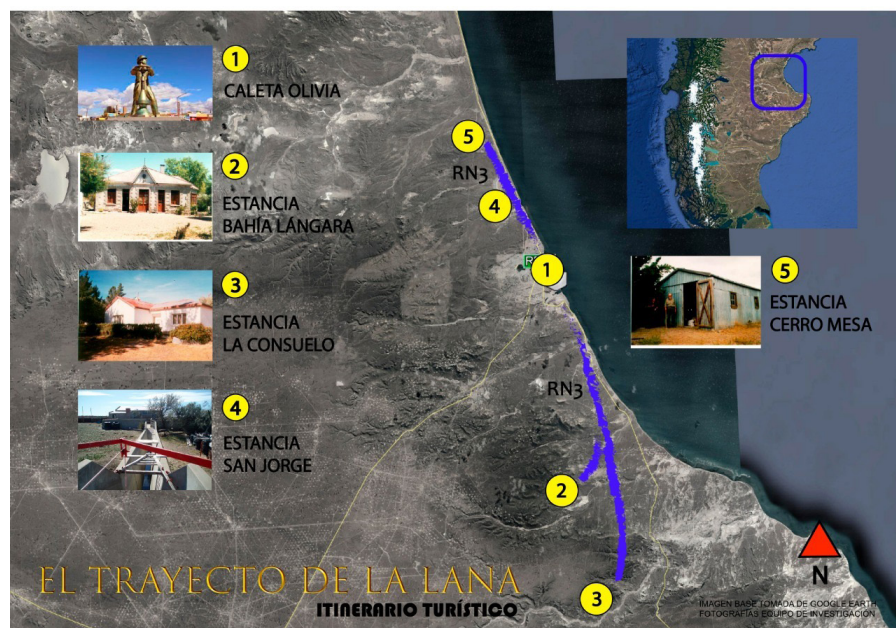 1
CALETA OLIVIA
2
ESTANCIA
BAHÍA LÁNGARA
3
ESTANCIA
LA CONSUELO
4
ESTANCIA
SAN JORGE
5
RN3
4
1
RN3
2
3
5
ESTANCIA
CERRO MESA
N
EL TRAYECTO DE LA LANA
ITINERARIO TURÍSTICO
IMAGEN BASE TOMADA DE GOOGLE EARTH
FOTOGRAFÍAS EQUIPO DE INVESTIGACIÓN